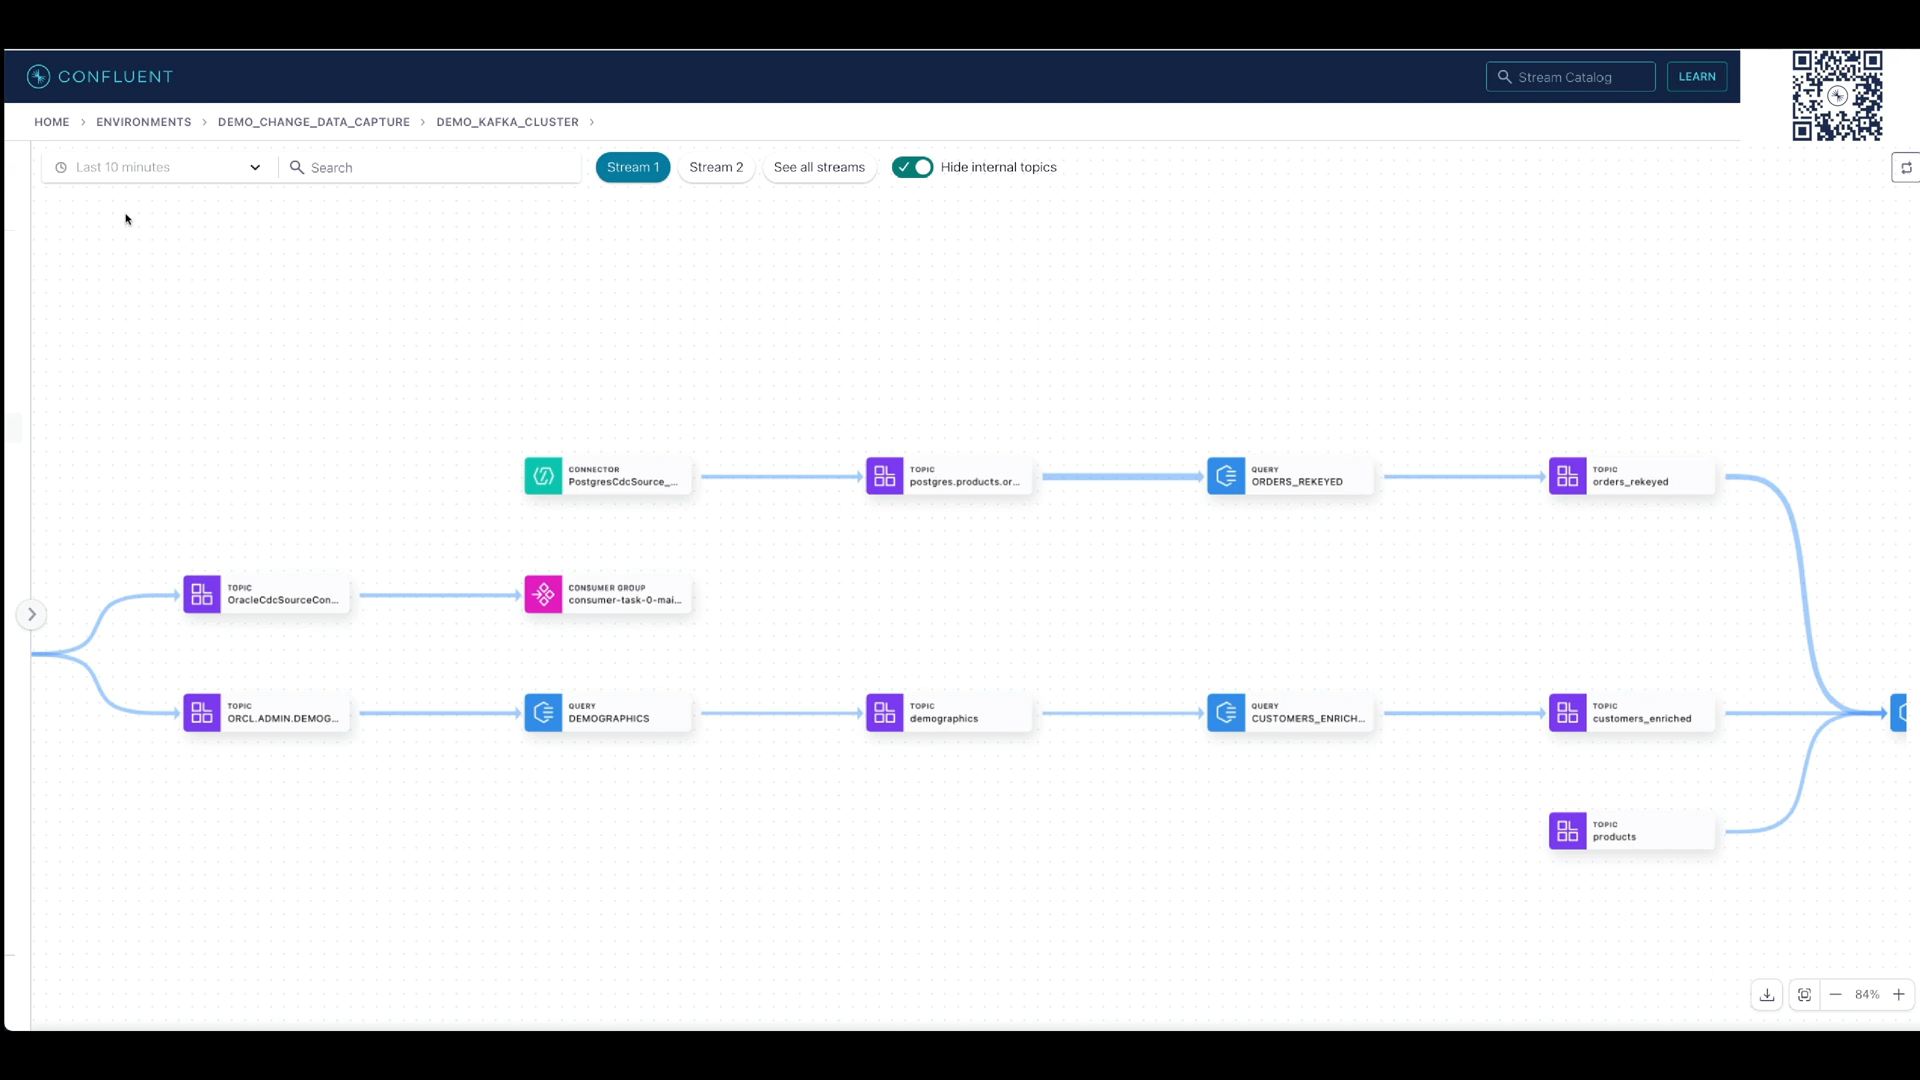 CONFLUENT
Stream Catalog
LEARN
HOME > ENVIRONMENTS > DEMO_CHANGE_DATA_CAPTURE > DEMO_KAFKA_CLUSTER >
Last 10 minutes
Search
Stream 1
Stream 2
See all streams
Hide internal topics
CONNECTOR
PostgresCdcSource_...
TOPIC
postgres.products.or...
QUERY
ORDERS_REKEYED
TOPIC
orders_rekeyed
TOPIC
OracleCdcSourceCon...
CONSUMER GROUP
consumer-task-0-mai...
TOPIC
ORCL.ADMIN.DEMOG...
QUERY
DEMOGRAPHICS
TOPIC
demographics
QUERY
CUSTOMERS_ENRICH...
TOPIC
customers_enriched
TOPIC
products
84%